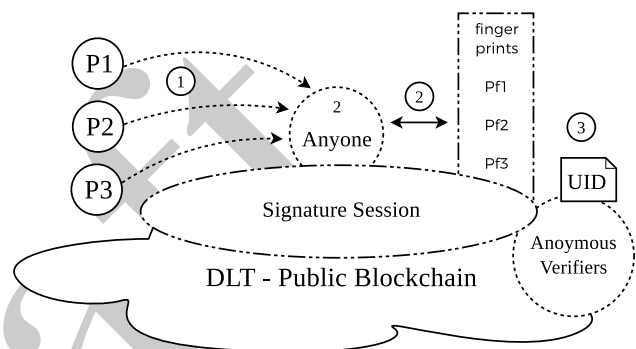 P1
P2
P3
1
2
Anyone
2
finger
prints
Pf1
Pf2
Pf3
3
UID
Signature Session
Anoymous
Verifiers
DLT - Public Blockchain